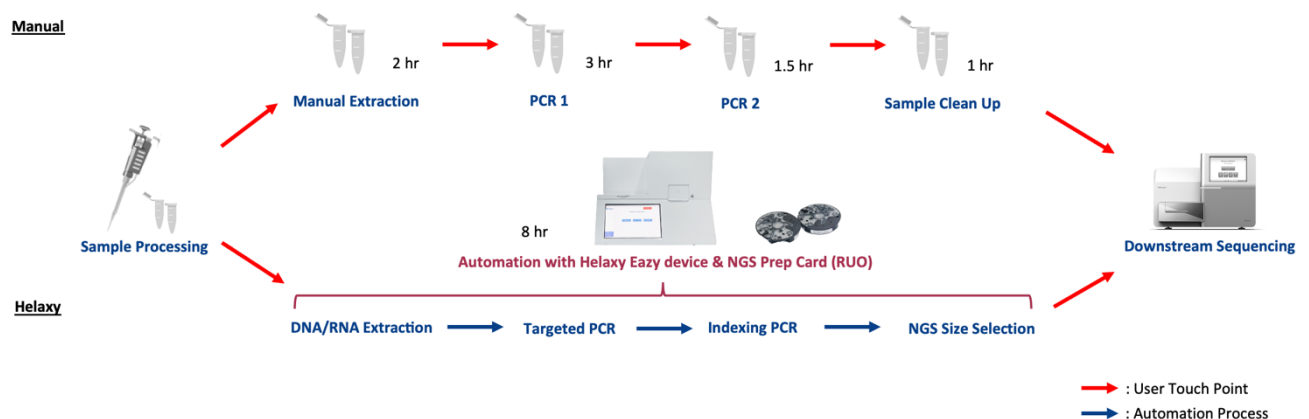 Manual
2 hr
3 hr
1.5 hr
1 hr
Manual Extraction
PCR 1
PCR 2
Sample Clean Up
Sample Processing
8 hr
Automation with Helaxy Eazy device & NGS Prep Card (RUO)
Downstream Sequencing
Helaxy
DNA/RNA Extraction
Targeted PCR
Indexing PCR
NGS Size Selection
: User Touch Point
: Automation Process